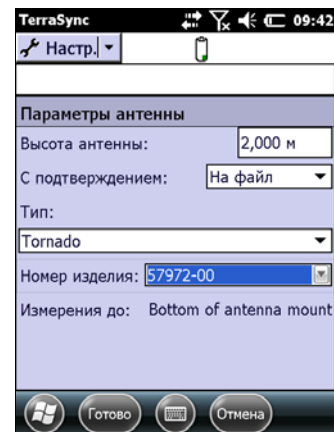 TerraSync 09:42
Настр.
Параметры антенны
Высота антенны: 2,000 м
С подтверждением: На файл
Тип:
Tornado
Номер изделия: 57972-00
Измерения до: Bottom of antenna mount
Готово Отмена